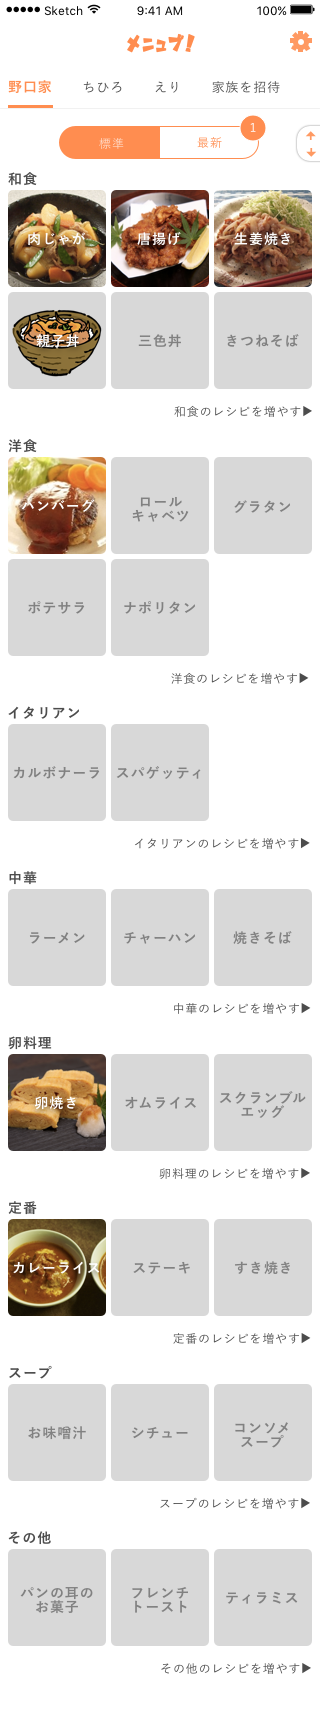 Sketch 9:41 AM 100%
メニュプ!
野口家 ちひろ えり 家族を招待
標準 最新 1
和食
肉じゃが 唐揚げ 生姜焼き
親子丼 三色丼 きつねそば
和食のレシピを増やす▶
洋食
ハンバーグ ロール
キャベツ グラタン
ポテサラ ナポリタン
洋食のレシピを増やす▶
イタリアン
カルボナーラ スパゲッティ
イタリアンのレシピを増やす▶
中華
ラーメン チャーハン 焼きそば
中華のレシピを増やす▶
卵料理
卵焼き オムライス スクランブル
エッグ
卵料理のレシピを増やす▶
定番
カレーライス ステーキ すき焼き
定番のレシピを増やす▶
スープ
お味噌汁 シチュー コンソメ
スープ
スープのレシピを増やす▶
その他
パンの耳の
お菓子 フレンチ
トースト ティラミス
その他のレシピを増やす▶